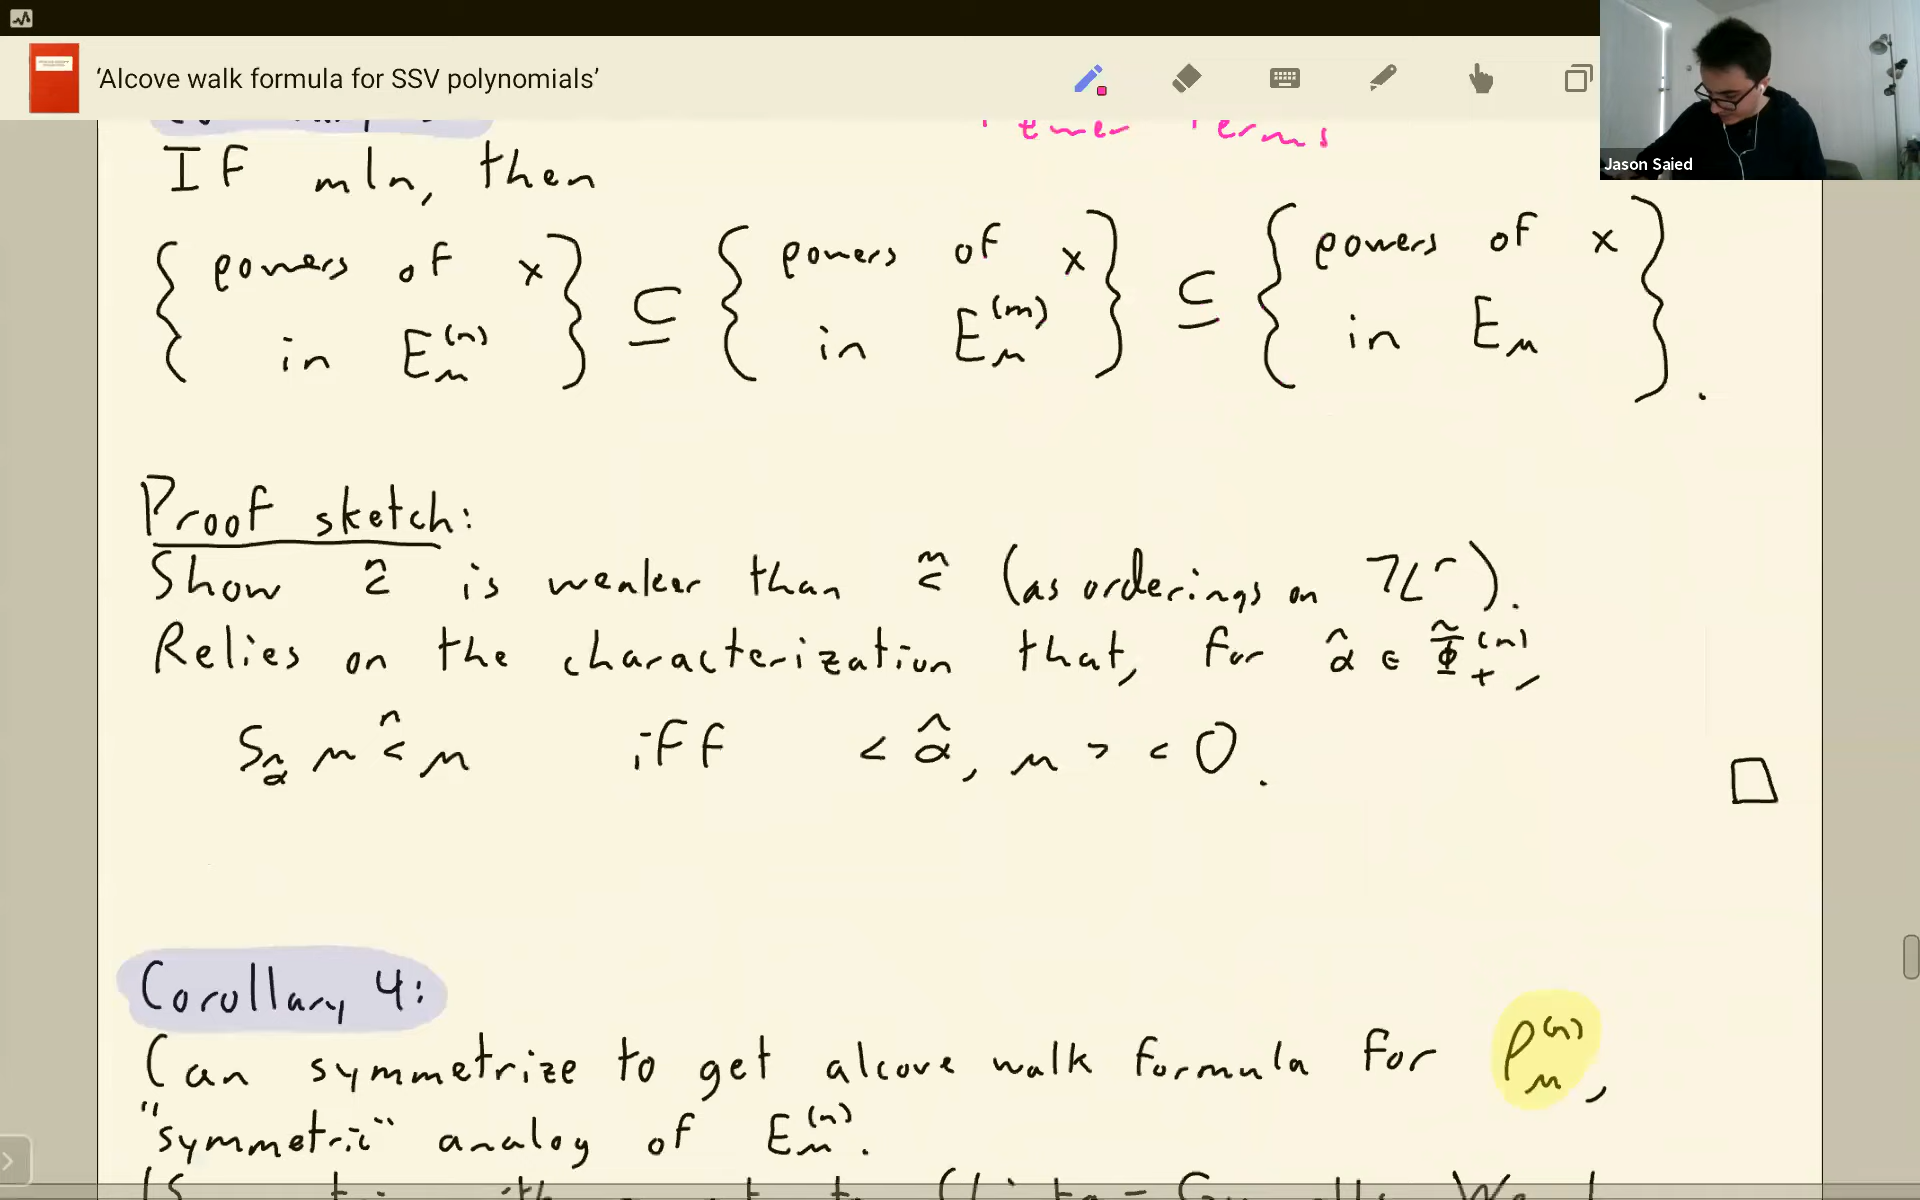 'Alcove walk formula for SSV polynomials'
Jason Saied
fewer terms
If m|n, then
{ powers of x in E_μ^(n) } ⊆ { powers of x in E_μ^(m) } ⊆ { powers of x in E_μ } .
Proof sketch:
Show <^n is weaker than <^m (as orderings on ℤ^r).
Relies on the characterization that, for α̂ ∈ Φ̃_+^(n),
s_α̂ μ <^n μ iff <α̂, μ> < 0.
□
Corollary 4:
Can symmetrize to get alcove walk formula for P_μ^(n),
"symmetric" analog of E_μ^(n).